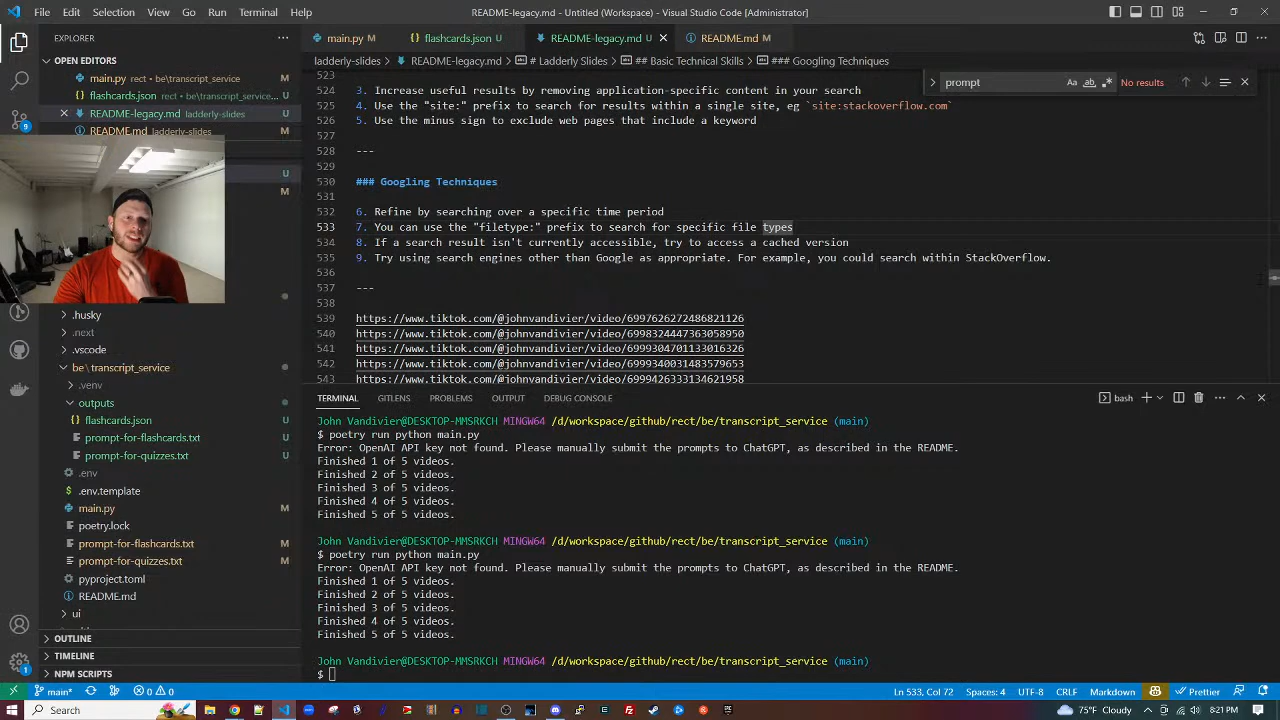 File Edit Selection View Go Run Terminal Help
README-legacy.md - Untitled (Workspace) - Visual Studio Code [Administrator]
EXPLORER
main.py M
flashcards.json U
README-legacy.md U
README.md M
OPEN EDITORS
ladderly-slides > README-legacy.md > # Ladderly Slides > ## Basic Technical Skills > ### Googling Techniques
main.py rect • be\transcript_service M
flashcards.json rect • be\transcript_service... U
README-legacy.md ladderly-slides U
README.md ladderly-slides M
prompt
Aa ab
No results
523
524 3. Increase useful results by removing application-specific content in your search
525 4. Use the "site:" prefix to search for results within a single site, eg `site:stackoverflow.com`
526 5. Use the minus sign to exclude web pages that include a keyword
527
528 ---
529
530 ### Googling Techniques
531
532 6. Refine by searching over a specific time period
533 7. You can use the "filetype:" prefix to search for specific file types
534 8. If a search result isn't currently accessible, try to access a cached version
535 9. Try using search engines other than Google as appropriate. For example, you could search within StackOverflow.
536
537 ---
538
539 https://www.tiktok.com/@johnvandivier/video/6997626272486821126
540 https://www.tiktok.com/@johnvandivier/video/6998324447363058950
541 https://www.tiktok.com/@johnvandivier/video/6999304701133016326
542 https://www.tiktok.com/@johnvandivier/video/6999340031483579653
543 https://www.tiktok.com/@johnvandivier/video/6999426333134621958
9
U
M
.husky
.next
.vscode
be\transcript_service
.venv
outputs
flashcards.json U
prompt-for-flashcards.txt U
prompt-for-quizzes.txt U
.env
.env.template
main.py M
poetry.lock
prompt-for-flashcards.txt M
prompt-for-quizzes.txt M
pyproject.toml
README.md
ui
OUTLINE
TIMELINE
NPM SCRIPTS
1
TERMINAL GITLENS PROBLEMS OUTPUT DEBUG CONSOLE
bash
John Vandivier@DESKTOP-MMSRKCH MINGW64 /d/workspace/github/rect/be/transcript_service (main)
$ poetry run python main.py
Error: OpenAI API key not found. Please manually submit the prompts to ChatGPT, as described in the README.
Finished 1 of 5 videos.
Finished 2 of 5 videos.
Finished 3 of 5 videos.
Finished 4 of 5 videos.
Finished 5 of 5 videos.
John Vandivier@DESKTOP-MMSRKCH MINGW64 /d/workspace/github/rect/be/transcript_service (main)
$ poetry run python main.py
Error: OpenAI API key not found. Please manually submit the prompts to ChatGPT, as described in the README.
Finished 1 of 5 videos.
Finished 2 of 5 videos.
Finished 3 of 5 videos.
Finished 4 of 5 videos.
Finished 5 of 5 videos.
John Vandivier@DESKTOP-MMSRKCH MINGW64 /d/workspace/github/rect/be/transcript_service (main)
$
main* 0 0
Ln 533, Col 72 Spaces: 4 UTF-8 CRLF Markdown Prettier
Search
75°F Cloudy
8:21 PM